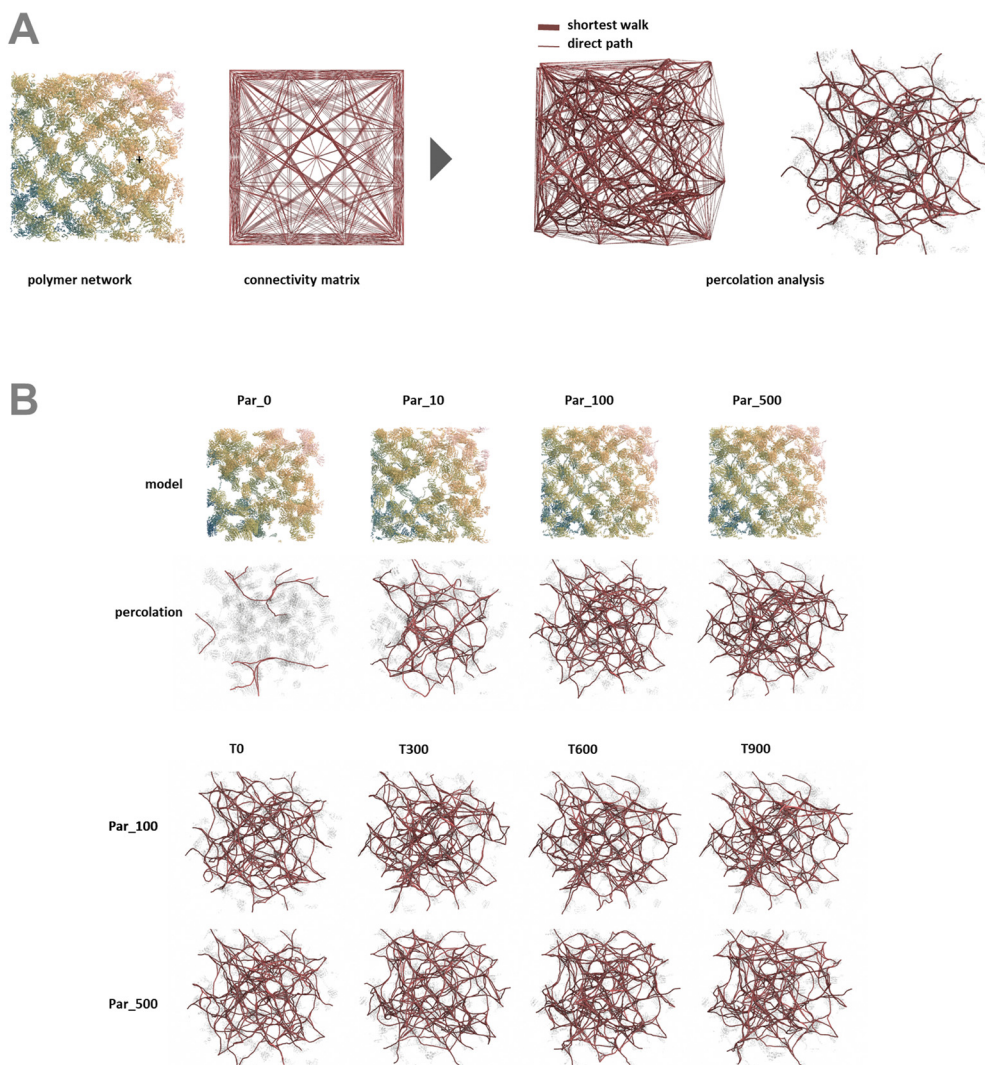 A
shortest walk
direct path
polymer network
connectivity matrix
percolation analysis
B
Par_0 Par_10 Par_100 Par_500
model
percolation
T0 T300 T600 T900
Par_100
Par_500